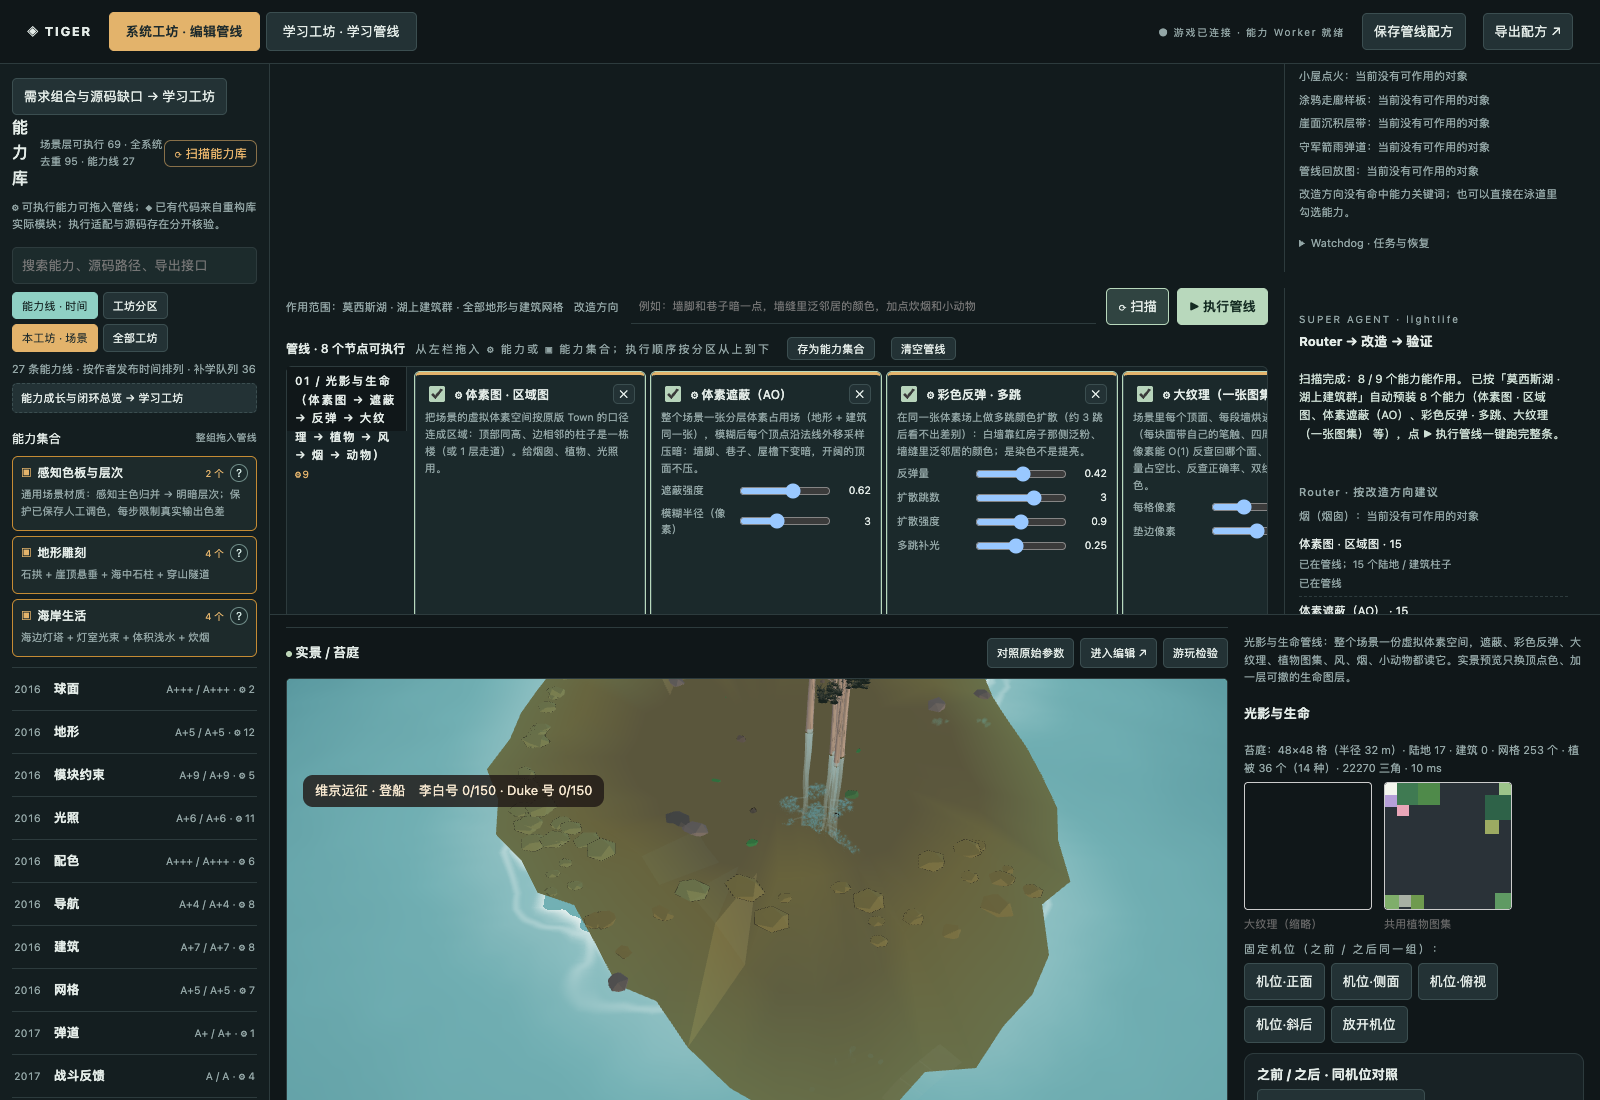 ◈ TIGER
系统工坊 · 编辑管线
学习工坊 · 学习管线
游戏已连接 · 能力 Worker 就绪
保存管线配方
导出配方 ↗
需求组合与源码缺口 → 学习工坊
能力库
场景层可执行 69 · 全系统去重 95 · 能力线 27
⟳ 扫描能力库
⚙ 可执行能力可拖入管线；◆ 已有代码来自重构库
实际模块；执行适配与源码存在分开核验。
搜索能力、源码路径、导出接口
能力线 · 时间
工坊分区
本工坊 · 场景
全部工坊
27 条能力线 · 按作者发布时间排列 · 补学队列 36
能力成长与闭环总览 → 学习工坊
能力集合
整组拖入管线
▣ 感知色板与层次 2 个 ?
通用场景材质：感知主色归并 → 明暗层次；保
护已保存人工调色，每步限制真实输出色差
▣ 地形雕刻 4 个 ?
石拱 + 崖顶悬垂 + 海中石柱 + 穿山隧道
▣ 海岸生活 4 个 ?
海边灯塔 + 灯室光束 + 体积浅水 + 炊烟
2016 球面 A+++ / A+++ · ⚙ 2
2016 地形 A+5 / A+5 · ⚙ 12
2016 模块约束 A+9 / A+9 · ⚙ 5
2016 光照 A+6 / A+6 · ⚙ 11
2016 配色 A+++ / A+++ · ⚙ 6
2016 导航 A+4 / A+4 · ⚙ 8
2016 建筑 A+7 / A+7 · ⚙ 8
2016 网格 A+5 / A+5 · ⚙ 7
2017 弹道 A+ / A+ · ⚙ 1
2017 战斗反馈 A / A · ⚙ 4
作用范围：莫西斯湖 · 湖上建筑群 · 全部地形与建筑网格
改造方向
例如：墙脚和巷子暗一点，墙缝里泛邻居的颜色，加点炊烟和小动物
⟳ 扫描
▶ 执行管线
管线 · 8 个节点可执行
从左栏拖入 ⚙ 能力或 ▣ 能力集合；执行顺序按分区从上到下
存为能力集合
清空管线
01 / 光影与生命
（体素图 → 遮蔽
→ 反弹 → 大纹
理 → 植物 → 风
→ 烟 → 动物）
⚙9
⚙ 体素图 · 区域图 ✕
把场景的虚拟体素空间按原版 Town 的口径
连成区域：顶部同高、边相邻的柱子是一栋
楼（或 1 层走道）。给烟囱、植物、光照
用。
⚙ 体素遮蔽（AO） ✕
整个场景一张分层体素占用场（地形 + 建筑
同一张），模糊后每个顶点沿法线外移采样
压暗：墙脚、巷子、屋檐下变暗，开阔的顶
面不压。
遮蔽强度 0.62
模糊半径（像素） 3
⚙ 彩色反弹 · 多跳 ✕
在同一张体素场上做多跳颜色扩散（约 3 跳
后看不出差别）：白墙靠红房子那侧泛粉、
墙缝里泛邻居的颜色；是染色不是提亮。
反弹量 0.42
扩散跳数 3
扩散强度 0.9
多跳补光 0.25
⚙ 大纹理（一张图集
场景里每个顶面、每段墙烘进
（每块面带自己的笔触、四周
像素能 O(1) 反查回哪个面、
量占空比、反查正确率、双线
色。
每格像素
垫边像素
小屋点火：当前没有可作用的对象
涂鸦走廊样板：当前没有可作用的对象
崖面沉积层带：当前没有可作用的对象
守军箭雨弹道：当前没有可作用的对象
管线回放图：当前没有可作用的对象
改造方向没有命中能力关键词；也可以直接在泳道里
勾选能力。
▶ Watchdog · 任务与恢复
SUPER AGENT · lightlife
Router → 改造 → 验证
扫描完成：8 / 9 个能力能作用。 已按「莫西斯湖 ·
湖上建筑群」自动预装 8 个能力（体素图 · 区域
图、体素遮蔽（AO）、彩色反弹 · 多跳、大纹理
（一张图集） 等），点 ▶ 执行管线一键跑完整条。
Router · 按改造方向建议
烟（烟囱）：当前没有可作用的对象
体素图 · 区域图 · 15
已在管线；15 个陆地 / 建筑柱子
已在管线
体素遮蔽（AO） · 15
实景 / 苔庭
对照原始参数
进入编辑 ↗
游玩检验
维京远征 · 登船 李白号 0/150 · Duke 号 0/150
光影与生命管线：整个场景一份虚拟体素空间，遮蔽、彩色反弹、大
纹理、植物图集、风、烟、小动物都读它。实景预览只换顶点色、加
一层可撤的生命图层。
光影与生命
苔庭：48×48 格（半径 32 m）· 陆地 17 · 建筑 0 · 网格 253 个 · 植
被 36 个（14 种）· 22270 三角 · 10 ms
大纹理（缩略）
共用植物图集
固定机位（之前 / 之后同一组）：
机位·正面
机位·侧面
机位·俯视
机位·斜后
放开机位
之前 / 之后 · 同机位对照